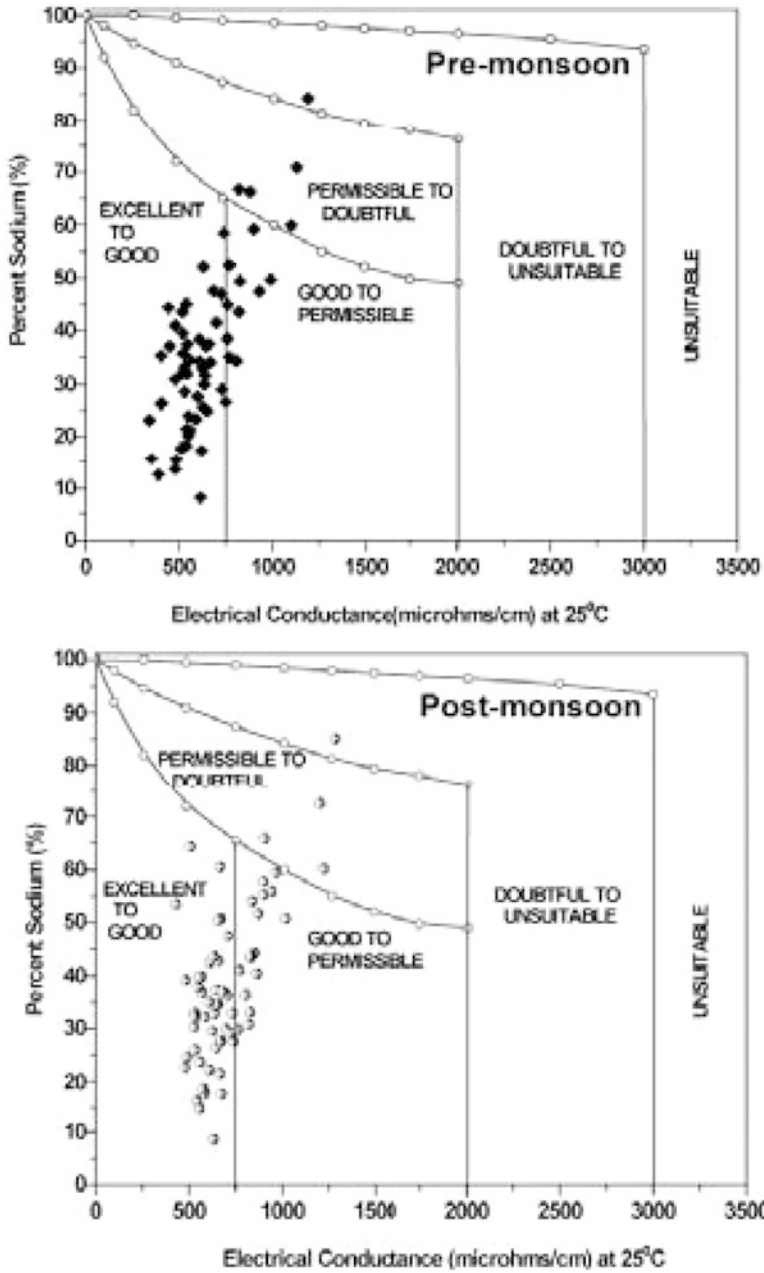 100
Pre-monsoon
90
80
70
Percent Sodium (%)
EXCELLENT
TO
GOOD
PERMISSIBLE TO
DOUBTFUL
60
DOUBTFUL TO
UNSUITABLE
50
GOOD TO
PERMISSIBLE
UNSUITABLE
40
30
20
10
0
0 500 1000 1500 2000 2500 3000 3500
Electrical Conductance(microhms/cm) at 25⁰C
100
Post-monsoon
90
80
PERMISSIBLE TO
DOUBTFUL
70
Percent Sodium (%)
60
EXCELLENT
TO
GOOD
DOUBTFUL TO
UNSUITABLE
50
GOOD TO
PERMISSIBLE
UNSUITABLE
40
30
20
10
0
0 500 1000 1500 2000 2500 3000 3500
Electrical Conductance (microhms/cm) at 25⁰C